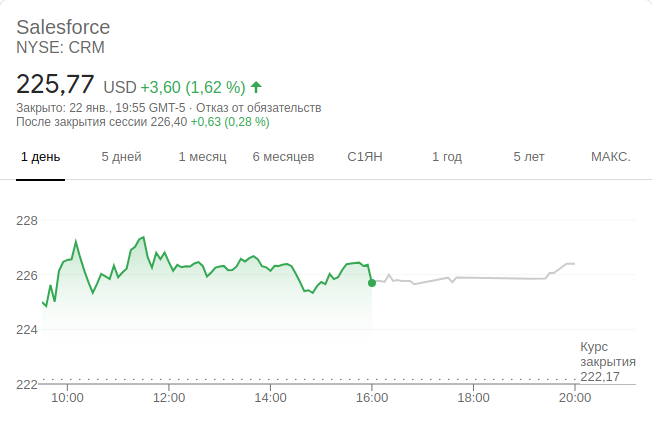 Salesforce
NYSE: CRM
225,77 USD +3,60 (1,62 %)
Закрыто: 22 янв., 19:55 GMT-5 · Отказ от обязательств
После закрытия сессии 226,40 +0,63 (0,28 %)
1 день 5 дней 1 месяц 6 месяцев С1ЯН 1 год 5 лет МАКС.
228
226
224
Курс
закрытия
222,17
222
10:00 12:00 14:00 16:00 18:00 20:00